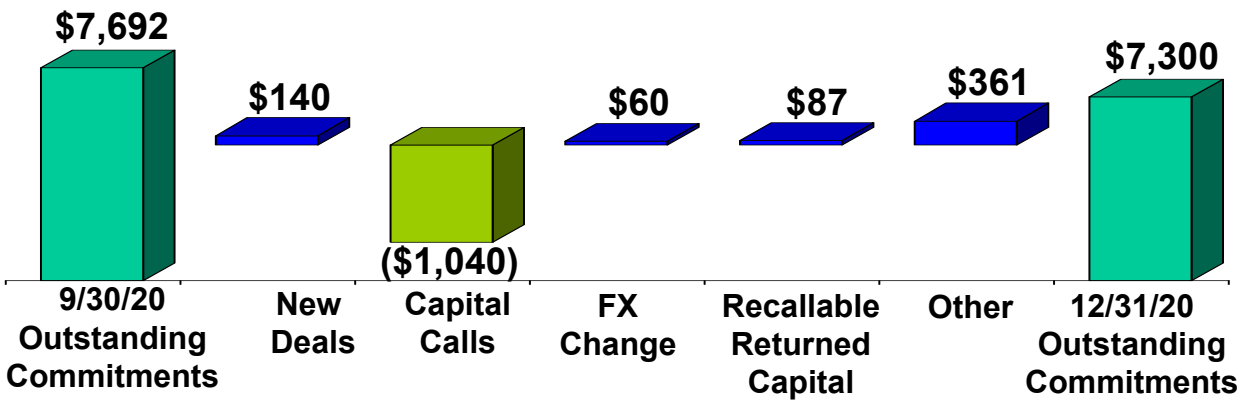 $7,692
$140
($1,040)
$60
$87
$361
$7,300
9/30/20
Outstanding
Commitments
New
Deals
Capital
Calls
FX
Change
Recallable
Returned
Capital
Other
12/31/20
Outstanding
Commitments